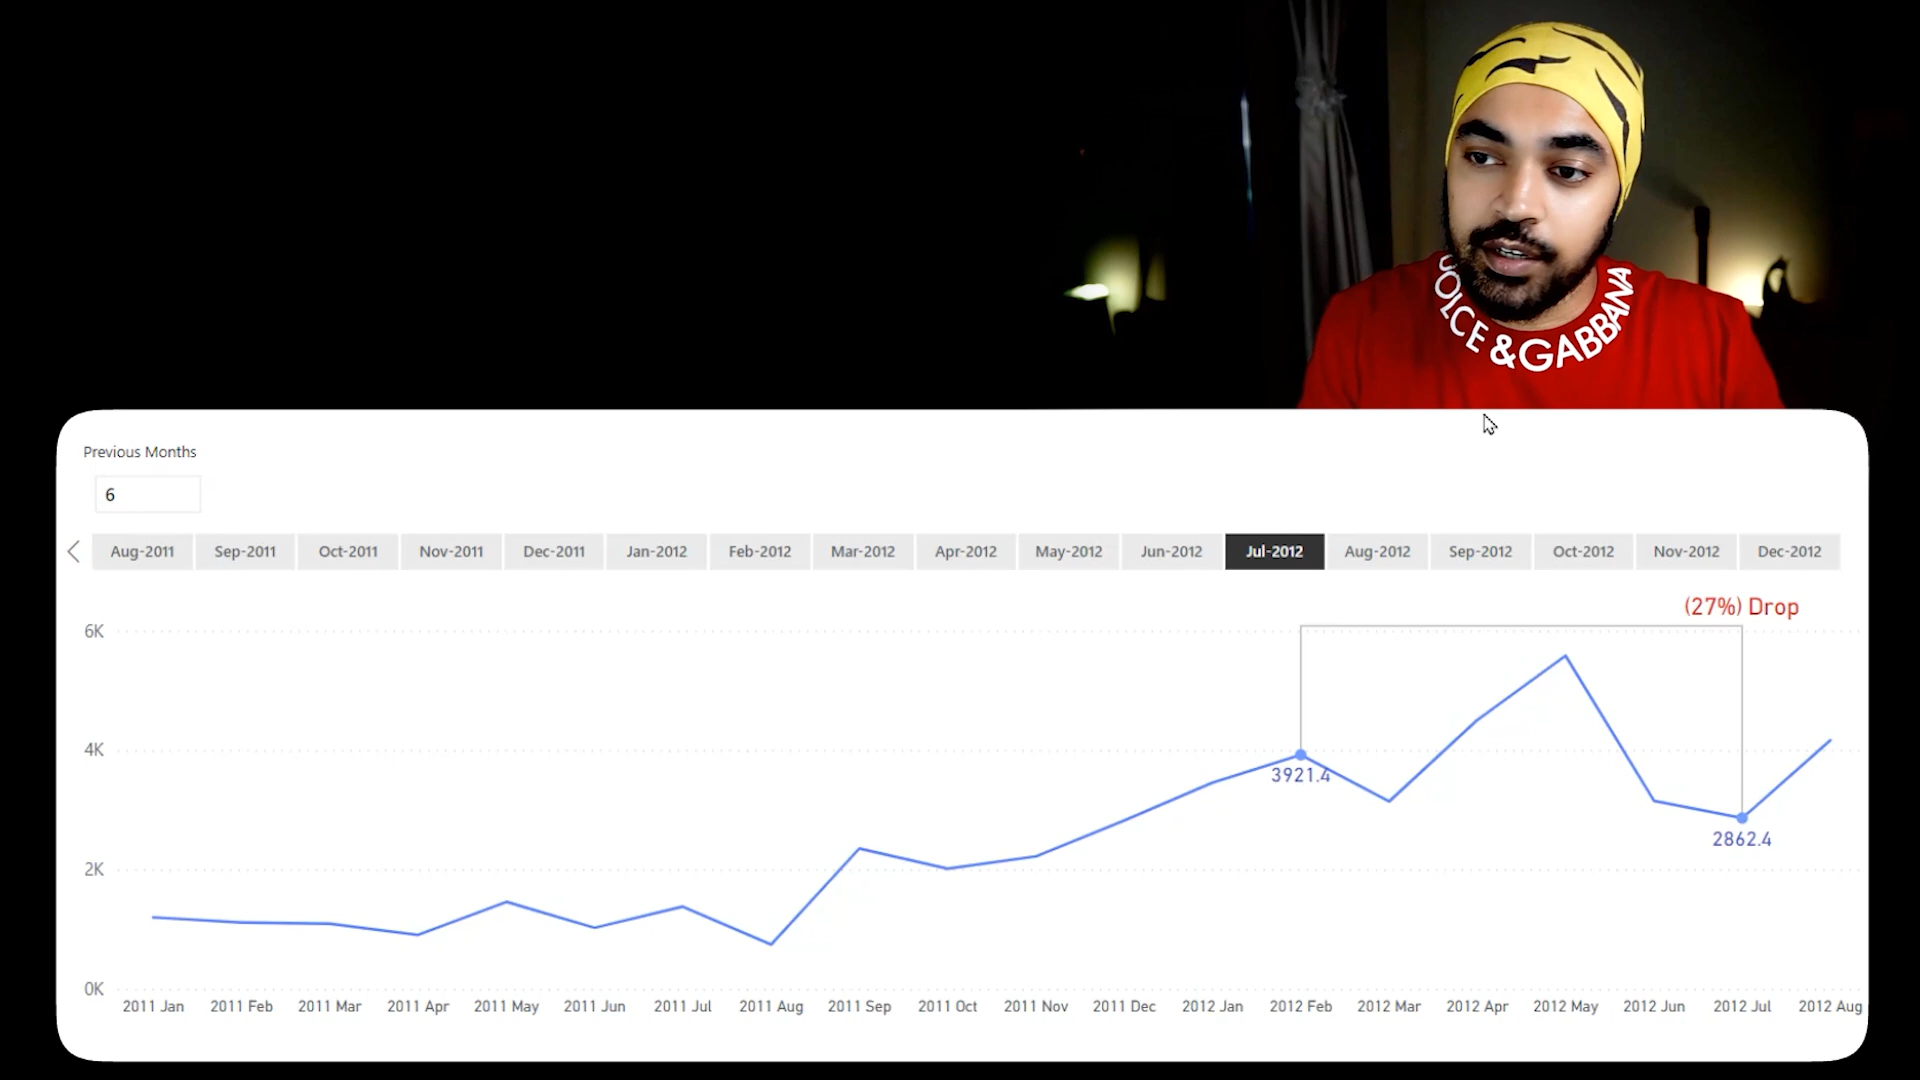 DOLCE & GABBANA
Previous Months
6
Aug-2011 Sep-2011 Oct-2011 Nov-2011 Dec-2011 Jan-2012 Feb-2012 Mar-2012 Apr-2012 May-2012 Jun-2012 Jul-2012 Aug-2012 Sep-2012 Oct-2012 Nov-2012 Dec-2012
(27%) Drop
6K
4K
3921.4
2862.4
2K
0K
2011 Jan 2011 Feb 2011 Mar 2011 Apr 2011 May 2011 Jun 2011 Jul 2011 Aug 2011 Sep 2011 Oct 2011 Nov 2011 Dec 2012 Jan 2012 Feb 2012 Mar 2012 Apr 2012 May 2012 Jun 2012 Jul 2012 Aug